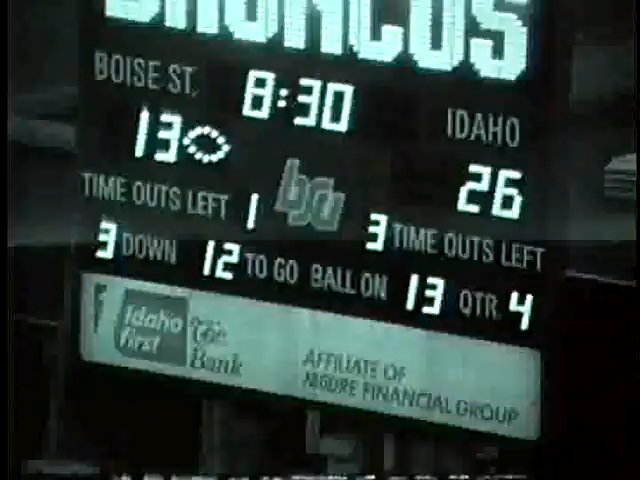 BRONCOS
BOISE ST. 8:30 IDAHO
13 26
TIME OUTS LEFT 1 bsu 3 TIME OUTS LEFT
3 DOWN 12 TO GO BALL ON 13 QTR. 4
Idaho First The Bank
AFFILIATE OF
MOORE FINANCIAL GROUP